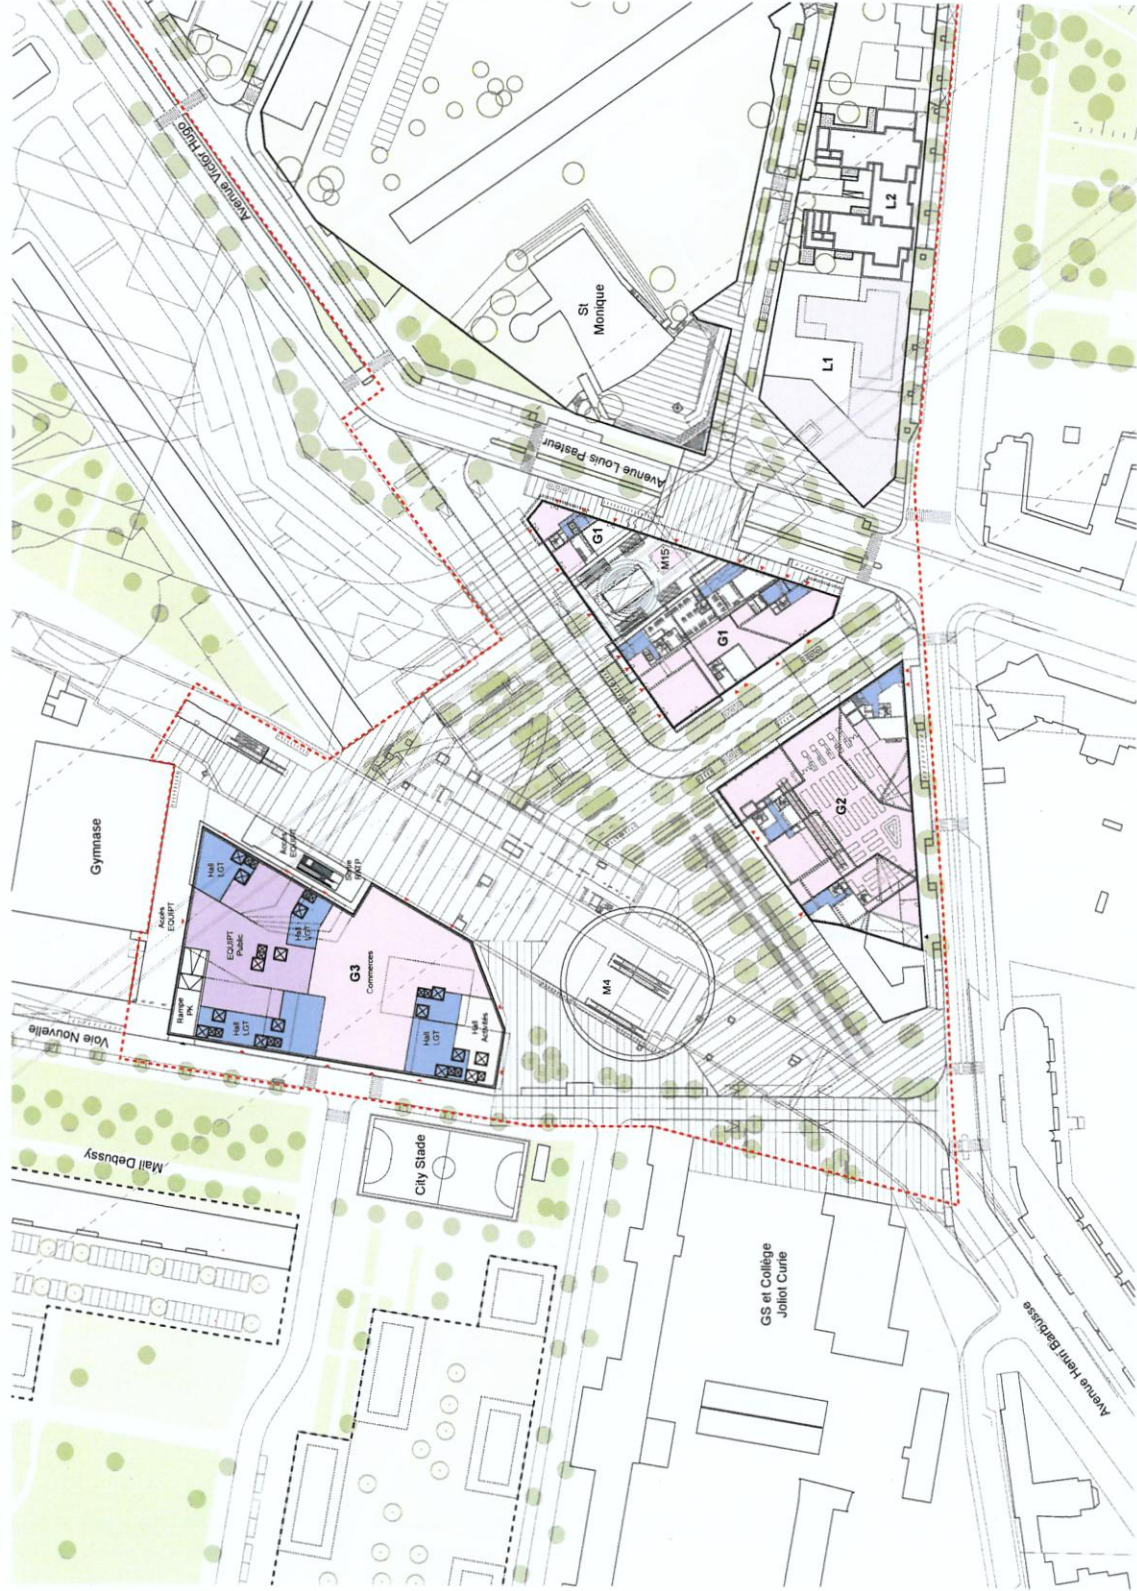 Avenue Victor Hugo
St
Monique
L2
L1
Avenue Louis Pasteur
G1
M15
G1
G2
Gymnase
Accès
EQUIPT
Accès
EQUIPT
Hall
LGT
EQUIPT
Public
Hall
LGT
G3
Commerces
Rampe
PK
Hall
LGT
Hall
LGT
Hall
Activités
M4
Voie Nouvelle
Mail Debussy
City Stade
GS et Collège
Joliot Curie
Avenue Henri Barbusse